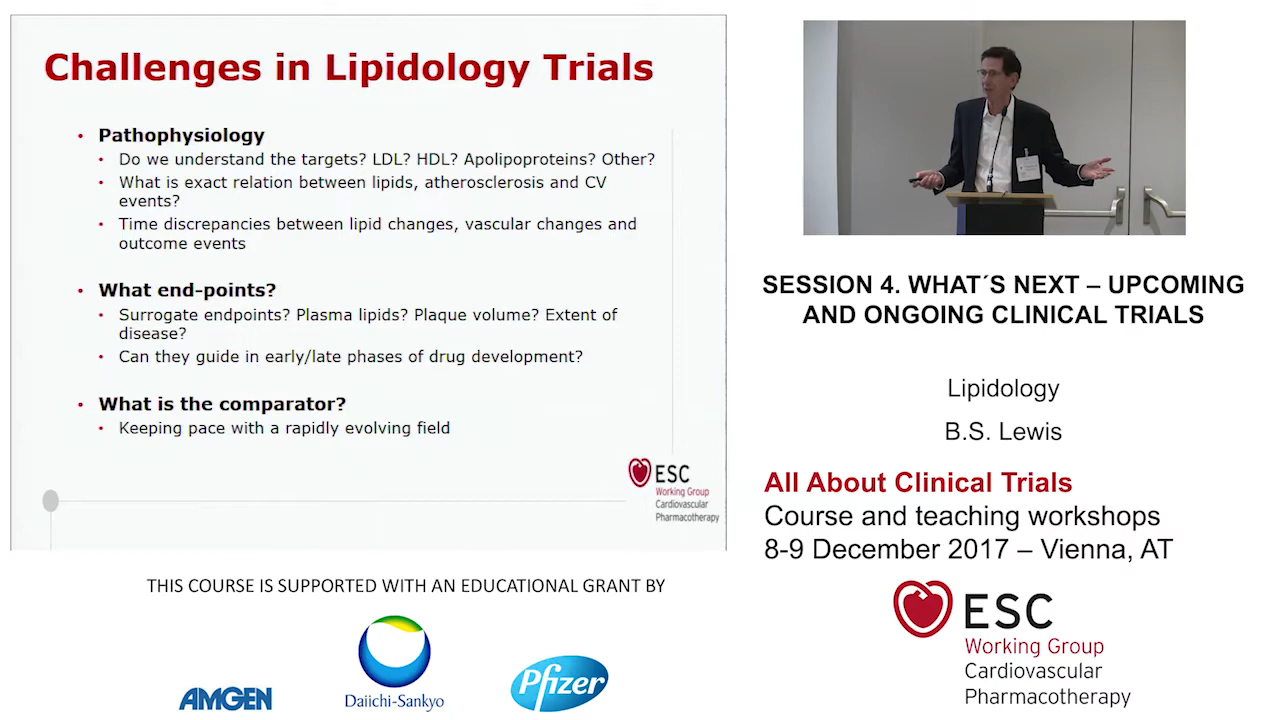 Challenges in Lipidology Trials
• Pathophysiology
• Do we understand the targets? LDL? HDL? Apolipoproteins? Other?
• What is exact relation between lipids, atherosclerosis and CV
events?
• Time discrepancies between lipid changes, vascular changes and
outcome events
• What end-points?
• Surrogate endpoints? Plasma lipids? Plaque volume? Extent of
disease?
• Can they guide in early/late phases of drug development?
• What is the comparator?
• Keeping pace with a rapidly evolving field
ESC
Working Group
Cardiovascular
Pharmacotherapy
SESSION 4. WHAT´S NEXT – UPCOMING
AND ONGOING CLINICAL TRIALS
Lipidology
B.S. Lewis
All About Clinical Trials
Course and teaching workshops
8-9 December 2017 – Vienna, AT
ESC
Working Group
Cardiovascular
Pharmacotherapy
THIS COURSE IS SUPPORTED WITH AN EDUCATIONAL GRANT BY
AMGEN
Daiichi-Sankyo
Pfizer